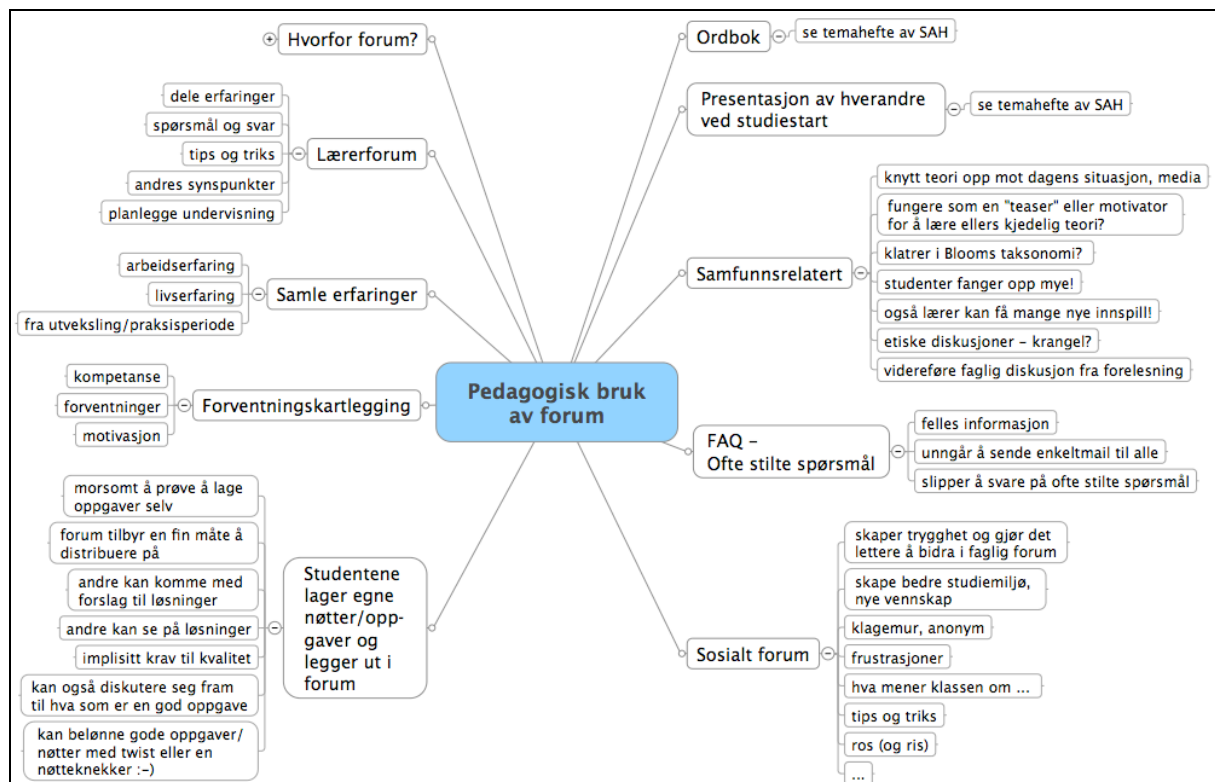 Pedagogisk bruk
av forum
Hvorfor forum?
Lærerforum
dele erfaringer
spørsmål og svar
tips og triks
andres synspunkter
planlegge undervisning
Samle erfaringer
arbeidserfaring
livserfaring
fra utveksling/praksisperiode
Forventningskartlegging
kompetanse
forventninger
motivasjon
Studentene
lager egne
nøtter/opp-
gaver og
legger ut i
forum
morsomt å prøve å lage
oppgaver selv
forum tilbyr en fin måte å
distribuere på
andre kan komme med
forslag til løsninger
andre kan se på løsninger
implisitt krav til kvalitet
kan også diskutere seg fram
til hva som er en god oppgave
kan belønne gode oppgaver/
nøtter med twist eller en
nøtteknekker :-)
Ordbok
se temahefte av SAH
Presentasjon av hverandre
ved studiestart
se temahefte av SAH
Samfunnsrelatert
knytt teori opp mot dagens situasjon, media
fungere som en "teaser" eller motivator
for å lære ellers kjedelig teori?
klatrer i Blooms taksonomi?
studenter fanger opp mye!
også lærer kan få mange nye innspill!
etiske diskusjoner – krangel?
videreføre faglig diskusjon fra forelesning
FAQ –
Ofte stilte spørsmål
felles informasjon
unngår å sende enkeltmail til alle
slipper å svare på ofte stilte spørsmål
Sosialt forum
skaper trygghet og gjør det
lettere å bidra i faglig forum
skape bedre studiemiljø,
nye vennskap
klagemur, anonym
frustrasjoner
hva mener klassen om ...
tips og triks
ros (og ris)
...